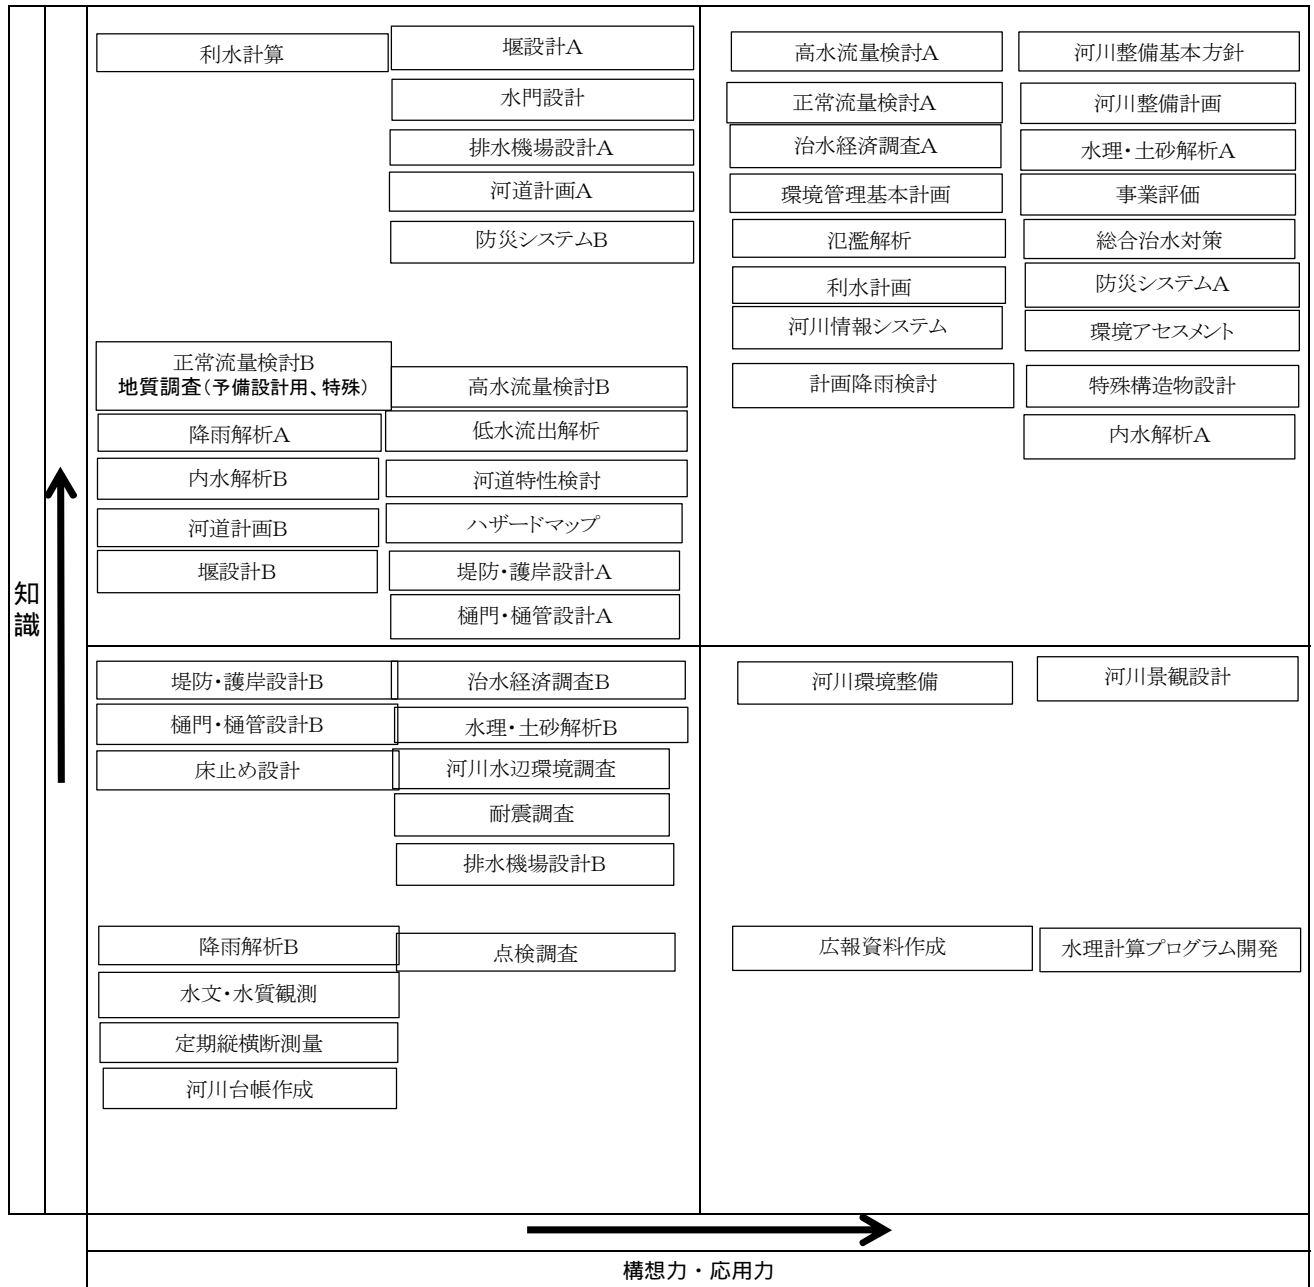 利水計算
堰設計A
水門設計
排水機場設計A
河道計画A
防災システムB
正常流量検討B
地質調査(予備設計用、特殊)
高水流量検討B
降雨解析A
低水流出解析
内水解析B
河道特性検討
河道計画B
ハザードマップ
堰設計B
堤防・護岸設計A
樋門・樋管設計A
高水流量検討A
河川整備基本方針
正常流量検討A
河川整備計画
治水経済調査A
水理・土砂解析A
環境管理基本計画
事業評価
氾濫解析
総合治水対策
利水計画
防災システムA
河川情報システム
環境アセスメント
計画降雨検討
特殊構造物設計
内水解析A
知
識
堤防・護岸設計B
治水経済調査B
樋門・樋管設計B
水理・土砂解析B
床止め設計
河川水辺環境調査
耐震調査
排水機場設計B
降雨解析B
点検調査
水文・水質観測
定期縦横断測量
河川台帳作成
河川環境整備
河川景観設計
広報資料作成
水理計算プログラム開発
構想力・応用力